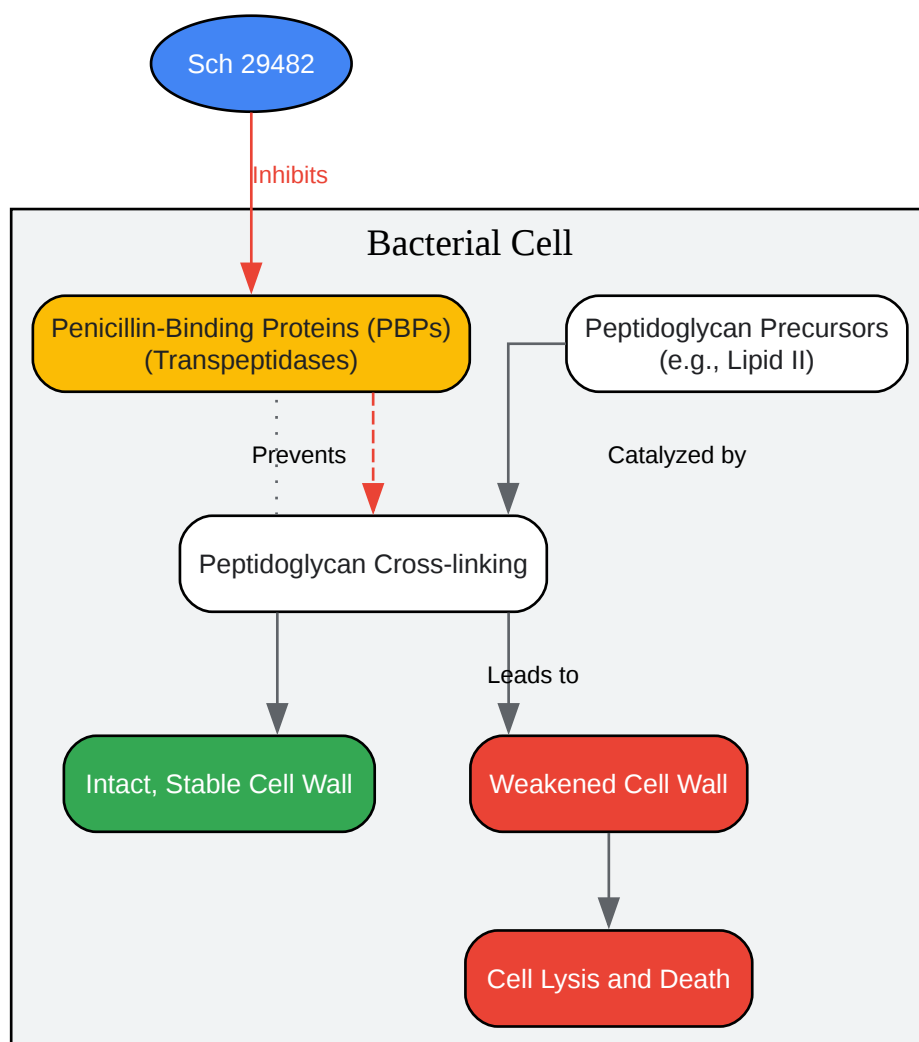 Sch 29482
Inhibits
Bacterial Cell
Penicillin-Binding Proteins (PBPs)
(Transpeptidases)
Peptidoglycan Precursors
(e.g., Lipid II)
Prevents
Catalyzed by
Peptidoglycan Cross-linking
Leads to
Intact, Stable Cell Wall
Weakened Cell Wall
Cell Lysis and Death